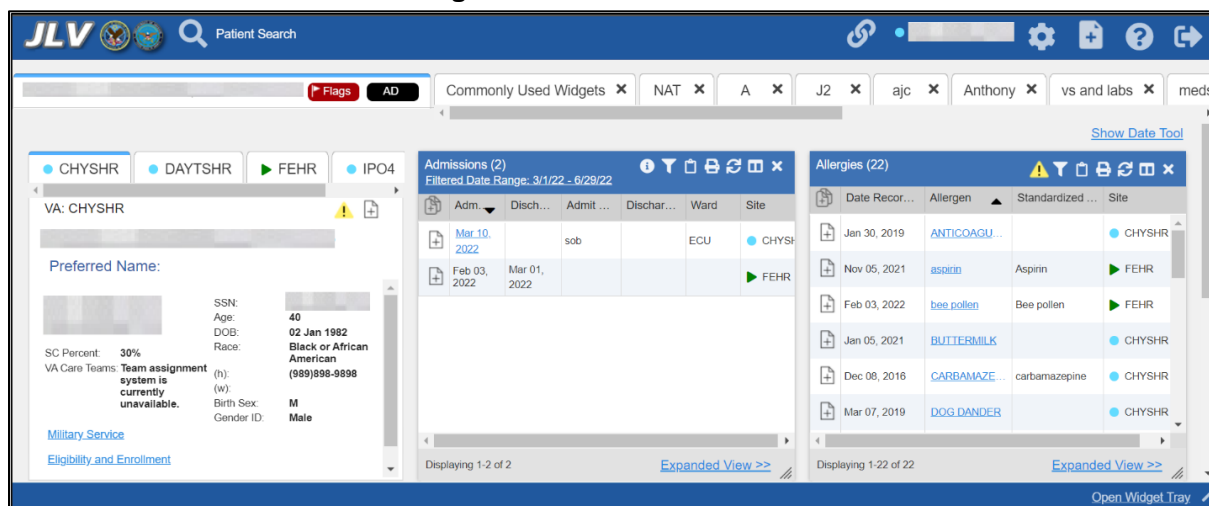 JLV Patient Search
Flags AD Commonly Used Widgets NAT A J2 ajc Anthony vs and labs meds
Show Date Tool
CHYSHR DAYTSHR FEHR IPO4
VA: CHYSHR
Preferred Name:
SSN:
Age: 40
DOB: 02 Jan 1982
Race: Black or African
American
(h): (989)898-9898
(w):
Birth Sex: M
Gender ID: Male
SC Percent: 30%
VA Care Teams: Team assignment
system is
currently
unavailable.
Military Service
Eligibility and Enrollment
Admissions (2)
Filtered Date Range: 3/1/22 - 6/29/22
Adm. Disch... Admit ... Dischar... Ward Site
Mar 10, sob ECU CHYSH
2022
Feb 03, Mar 01, FEHR
2022 2022
Displaying 1-2 of 2 Expanded View >>
Allergies (22)
Date Recor... Allergen Standardized ... Site
Jan 30, 2019 ANTICOAGU... CHYSHR
Nov 05, 2021 aspirin Aspirin FEHR
Feb 03, 2022 bee pollen Bee pollen FEHR
Jan 05, 2021 BUTTERMILK CHYSHR
Dec 08, 2016 CARBAMAZE... carbamazepine CHYSHR
Mar 07, 2019 DOG DANDER CHYSHR
Displaying 1-22 of 22 Expanded View >>
Open Widget Tray